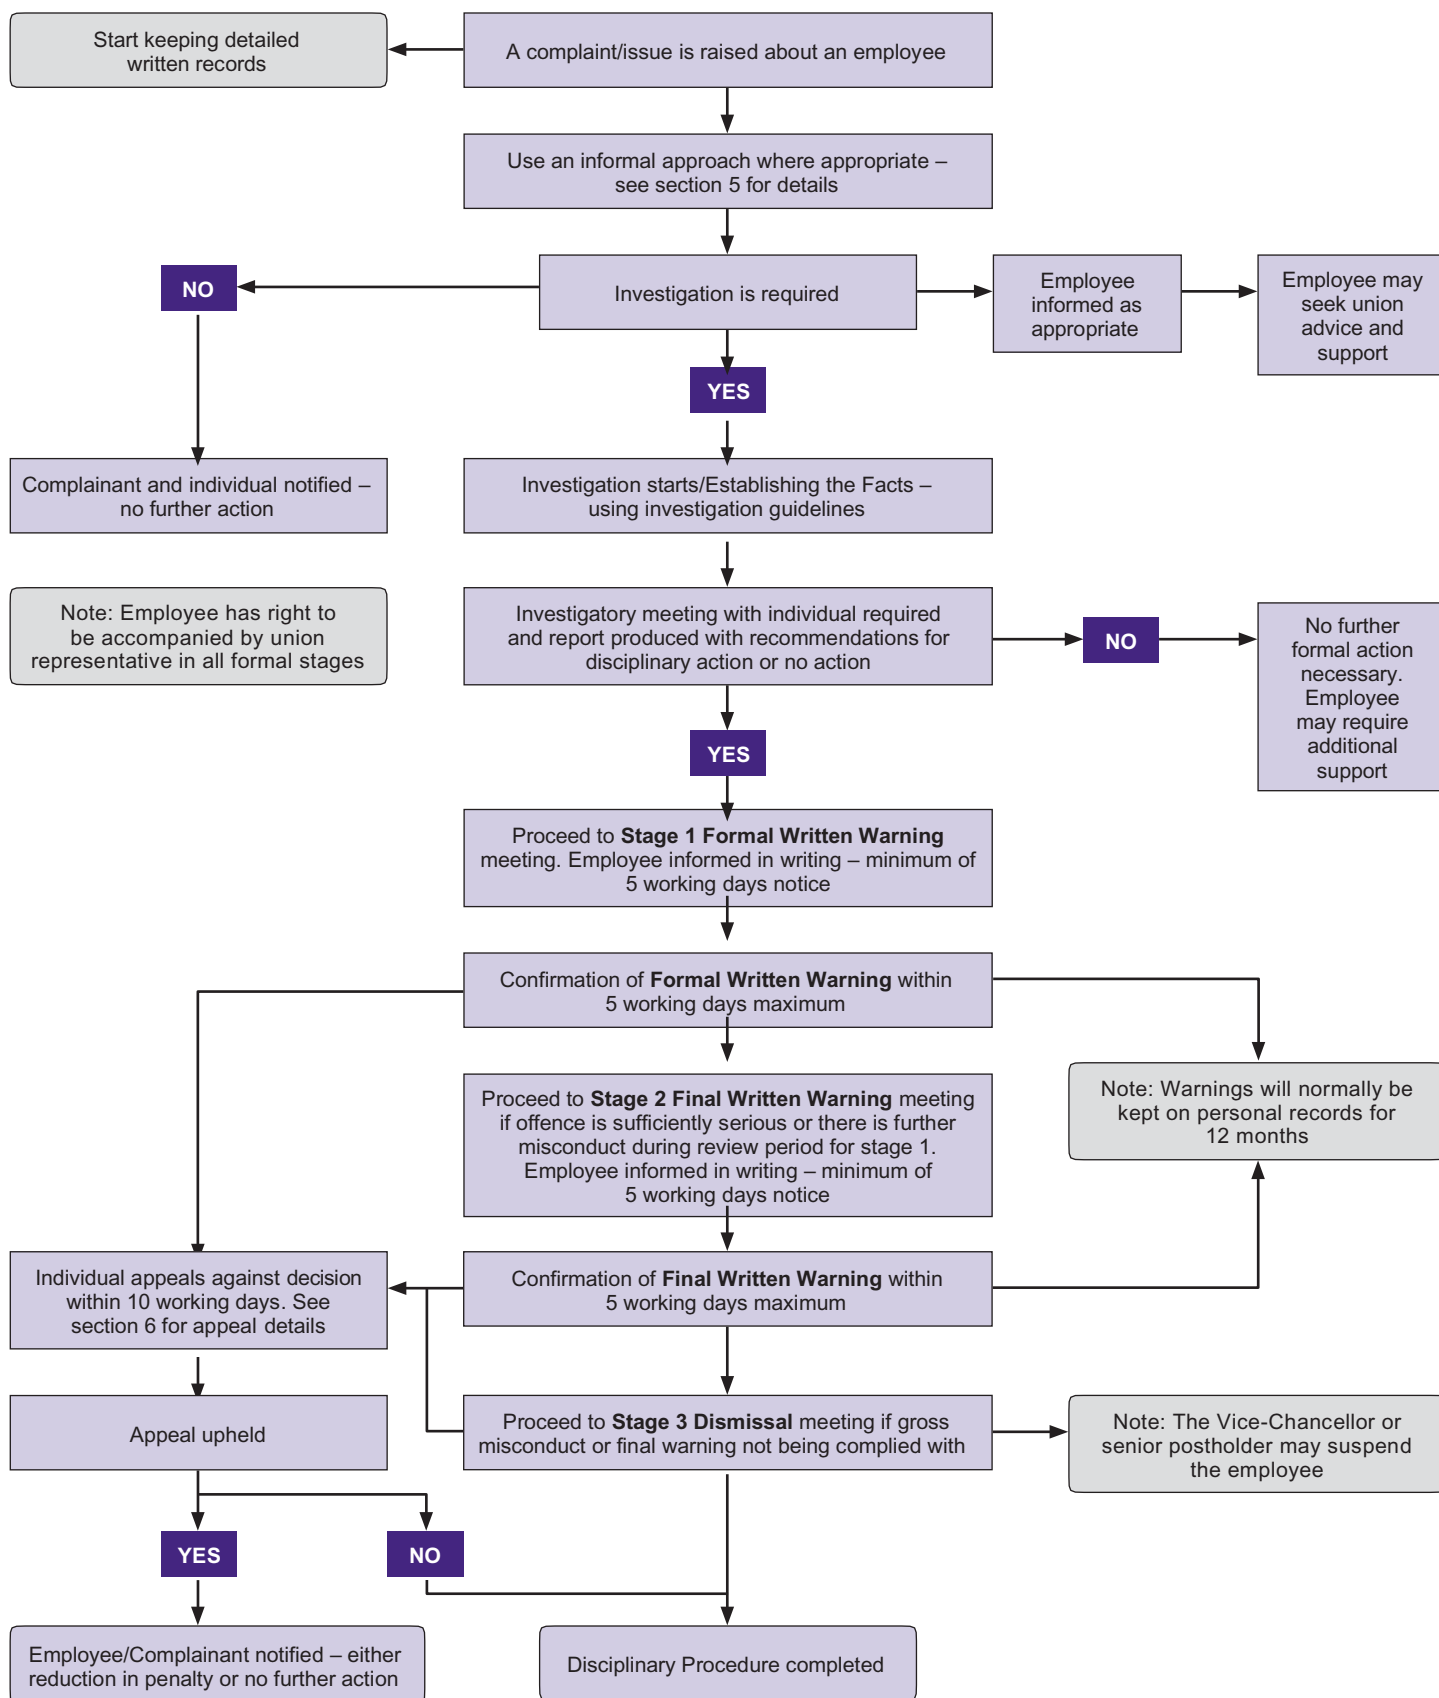 Start keeping detailed
written records
A complaint/issue is raised about an employee
Use an informal approach where appropriate –
see section 5 for details
NO
Investigation is required
Employee
informed as
appropriate
Employee may
seek union
advice and
support
YES
Complainant and individual notified –
no further action
Investigation starts/Establishing the Facts –
using investigation guidelines
Note: Employee has right to
be accompanied by union
representative in all formal stages
Investigatory meeting with individual required
and report produced with recommendations for
disciplinary action or no action
NO
No further
formal action
necessary.
Employee
may require
additional
support
YES
Proceed to Stage 1 Formal Written Warning
meeting. Employee informed in writing – minimum of
5 working days notice
Confirmation of Formal Written Warning within
5 working days maximum
Note: Warnings will normally be
kept on personal records for
12 months
Proceed to Stage 2 Final Written Warning meeting
if offence is sufficiently serious or there is further
misconduct during review period for stage 1.
Employee informed in writing – minimum of
5 working days notice
Individual appeals against decision
within 10 working days. See
section 6 for appeal details
Confirmation of Final Written Warning within
5 working days maximum
Appeal upheld
Proceed to Stage 3 Dismissal meeting if gross
misconduct or final warning not being complied with
Note: The Vice-Chancellor or
senior postholder may suspend
the employee
YES
NO
Employee/Complainant notified – either
reduction in penalty or no further action
Disciplinary Procedure completed